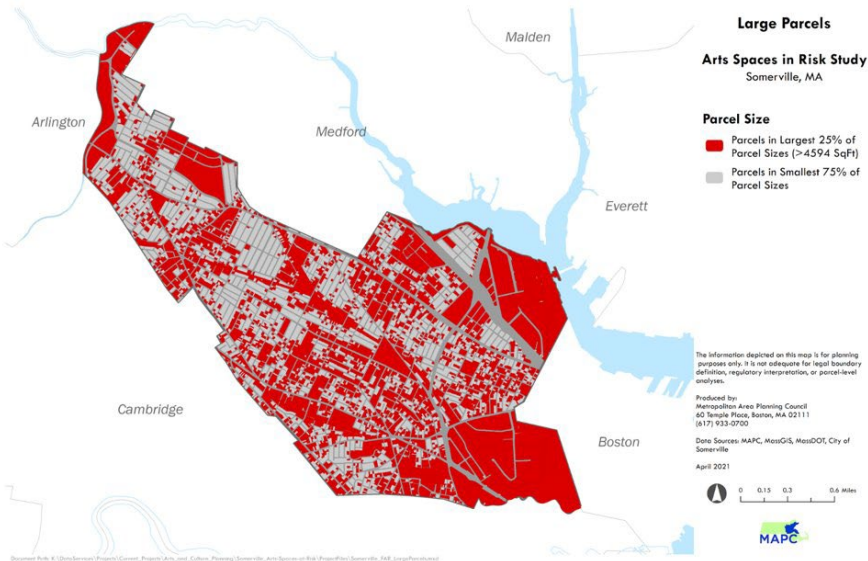 Large Parcels
Arts Spaces in Risk Study
Somerville, MA
Parcel Size
Parcels in Largest 25% of
Parcel Sizes (>4594 SqFt)
Parcels in Smallest 75% of
Parcel Sizes
Malden
Arlington
Medford
Everett
Cambridge
Boston
The information depicted on this map is for planning
purposes only. It is not adequate for legal boundary
definition, regulatory interpretation, or parcel-level
analyses.
Produced by:
Metropolitan Area Planning Council
60 Temple Place, Boston, MA 02111
(617) 933-0700
Data Sources: MAPC, MassGIS, MassDOT, City of
Somerville
April 2021
0 0.15 0.3 0.6 Miles
MAPC